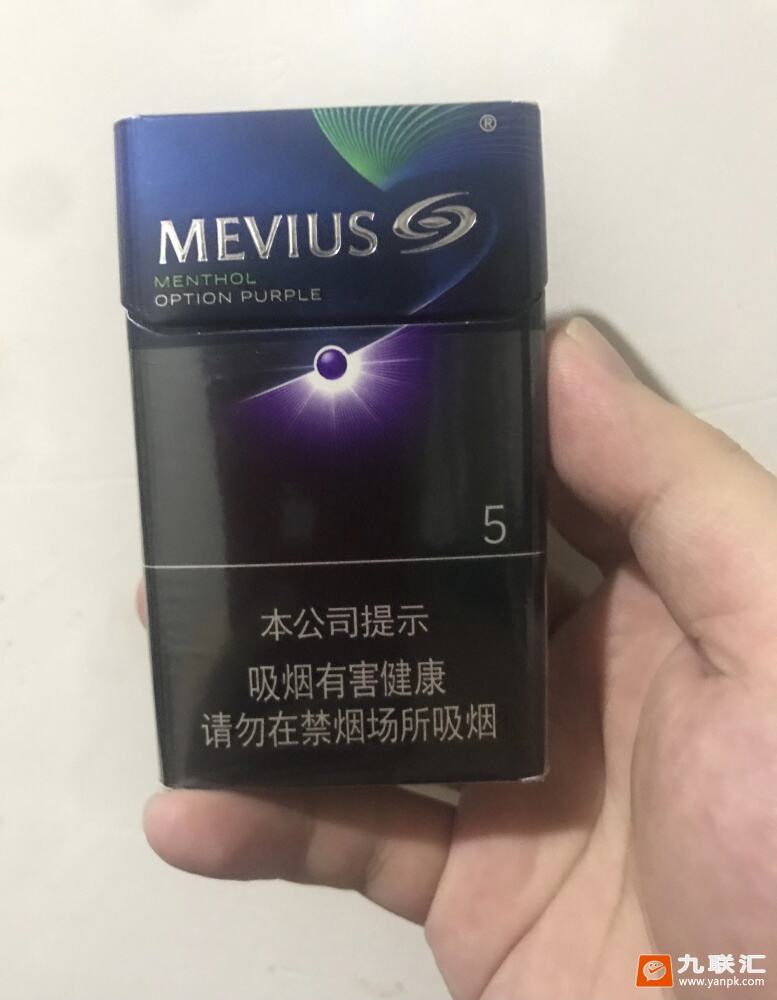 ®
MEVIUS
MENTHOL
OPTION PURPLE
5
本公司提示
吸烟有害健康
请勿在禁烟场所吸烟
九联汇
www.yanpk.com